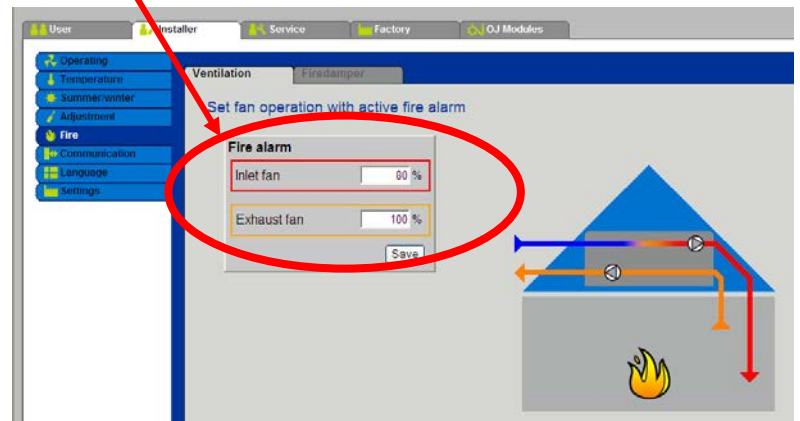 User Installer Service Factory OJ Modules
Operating
Temperature
Summer/winter
Adjustment
Fire
Communication
Language
Settings
Ventilation Firedamper
Set fan operation with active fire alarm
Fire alarm
Inlet fan 80 %
Exhaust fan 100 %
Save